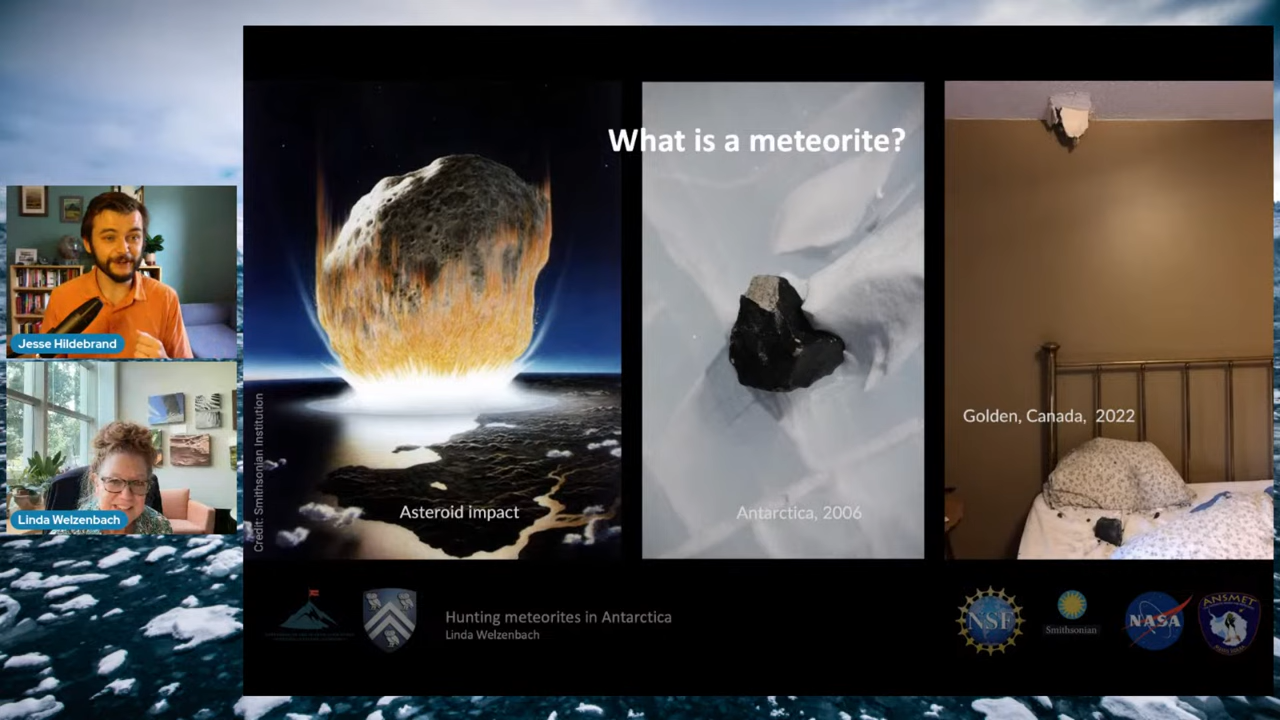 What is a meteorite?
Jesse Hildebrand
Linda Welzenbach
Credit: Smithsonian Institution
Asteroid impact
Antarctica, 2006
Golden, Canada, 2022
Hunting meteorites in Antarctica
Linda Welzenbach
NSF
Smithsonian
NASA
ANSMET